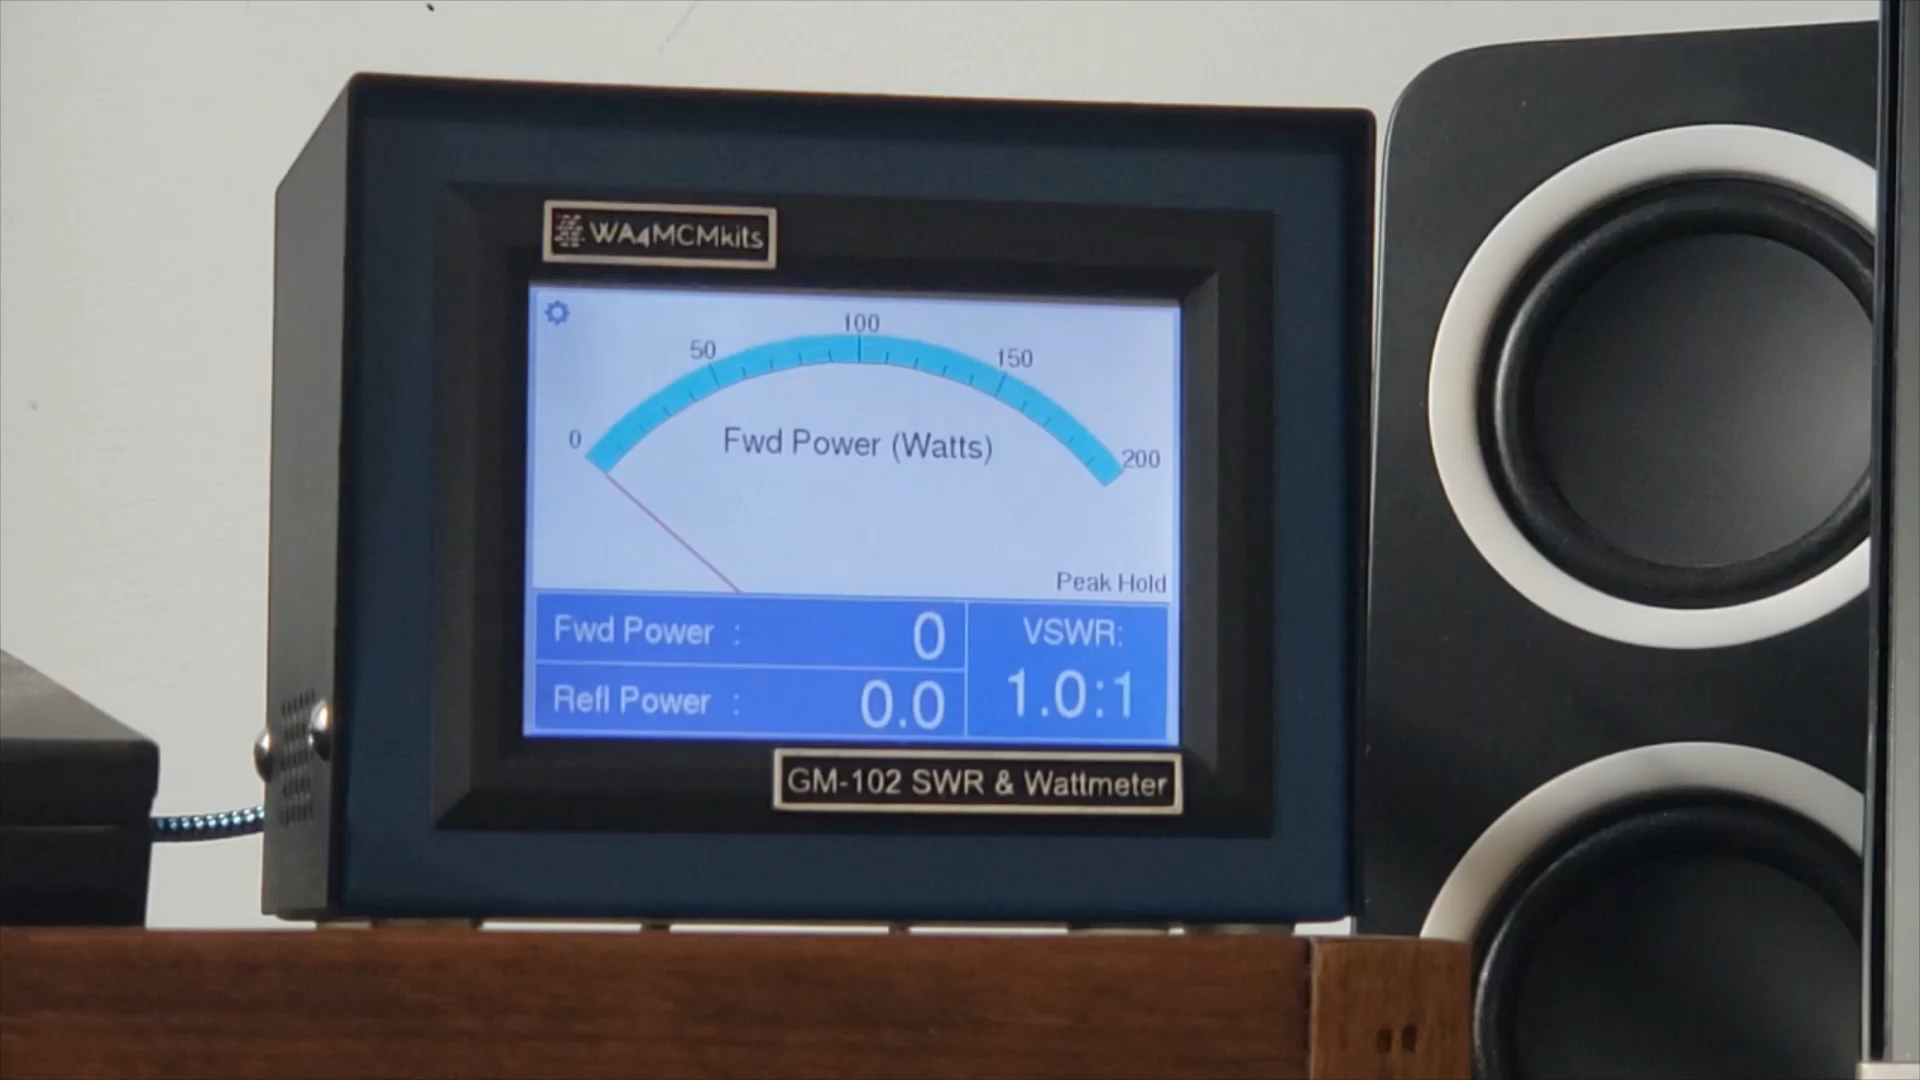 WA4MCMkits
100
50
150
0
200
Fwd Power (Watts)
Peak Hold
Fwd Power : 0
VSWR:
1.0:1
Refl Power : 0.0
GM-102 SWR & Wattmeter